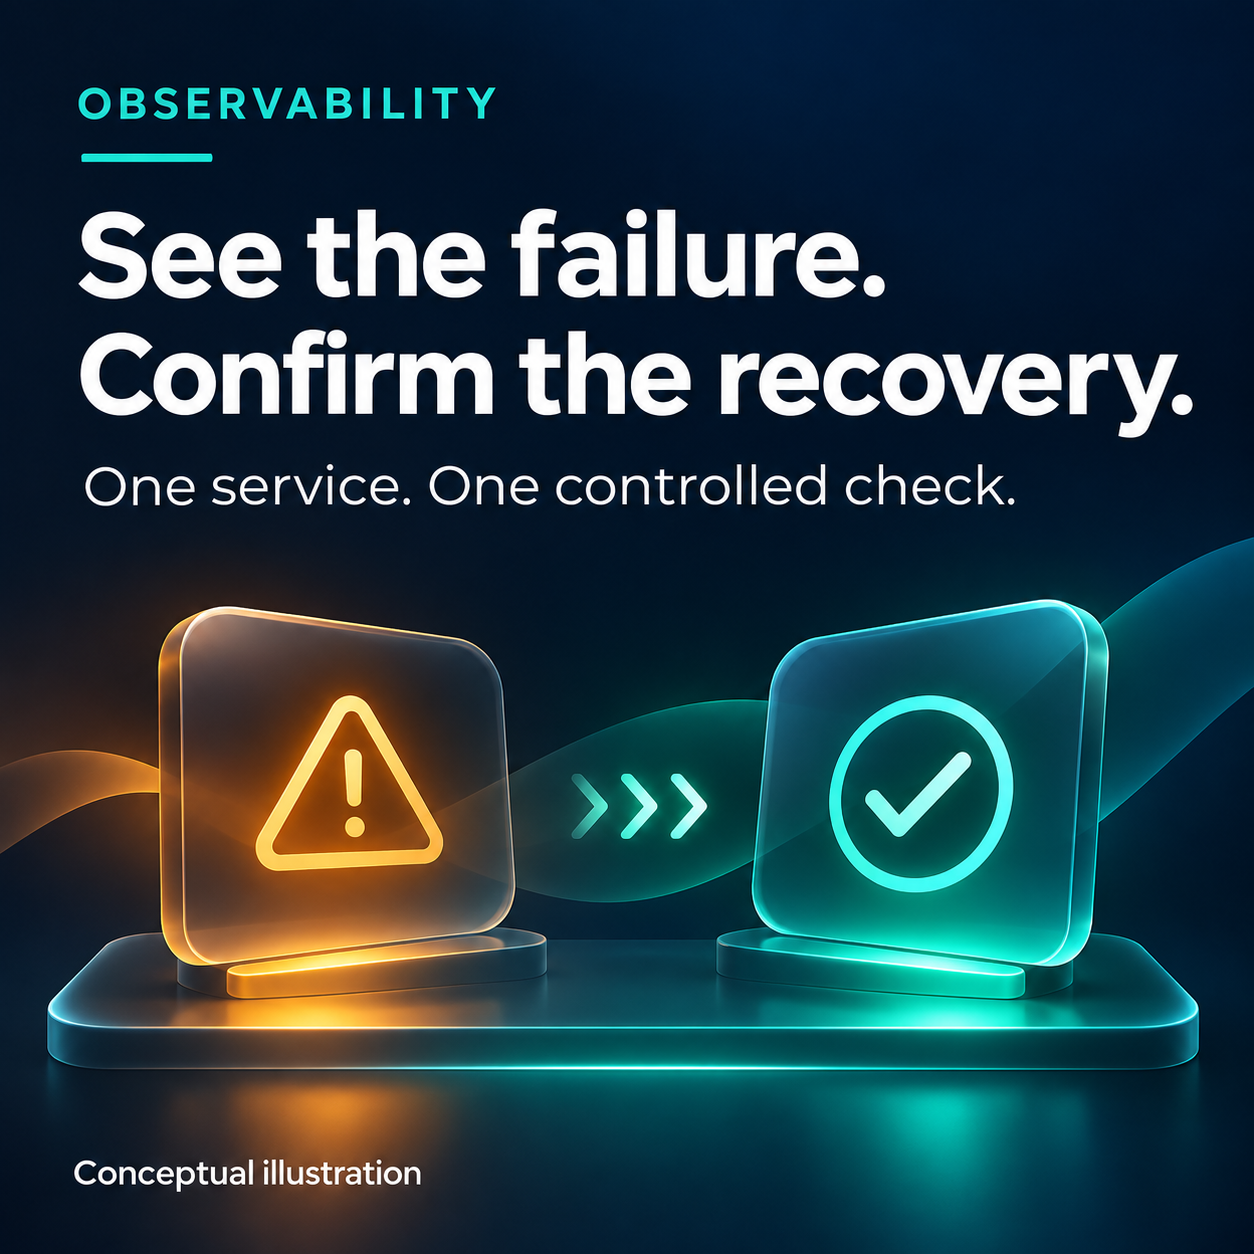 OBSERVABILITY
See the failure.
Confirm the recovery.
One service. One controlled check.
Conceptual illustration